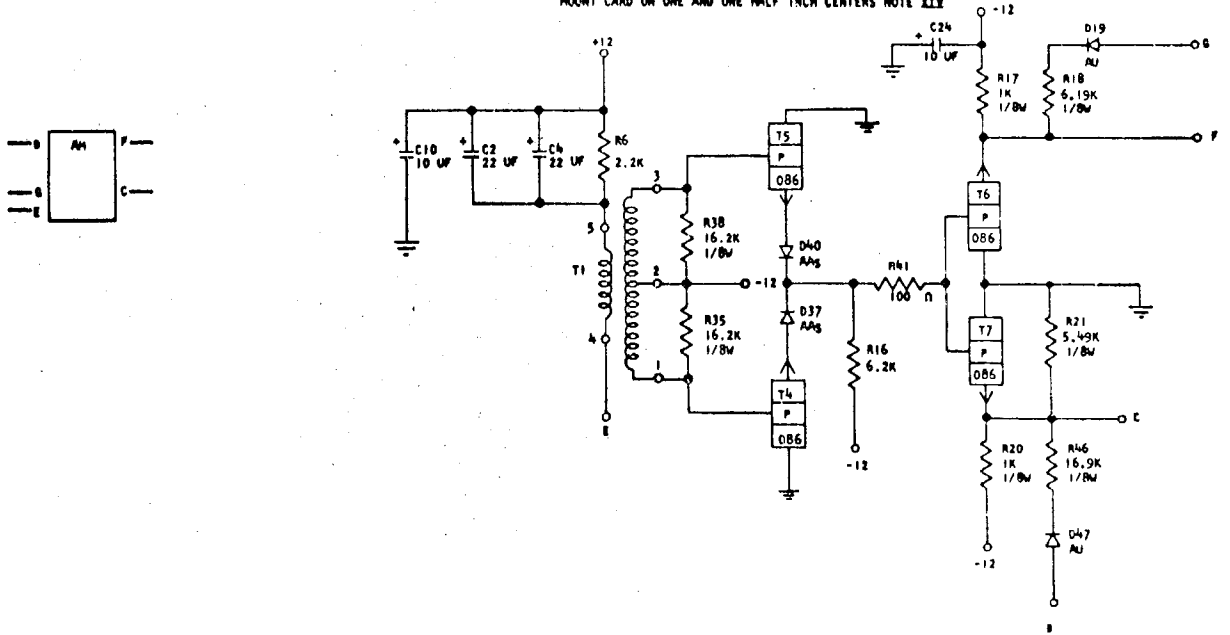 MOUNT CARD ON ONE AND ONE HALF INCH CENTERS NOTE XIV
-12
C24
+
10 UF
D19
AU
G
R17
1K
1/8W
R18
6.19K
1/8W
F
+12
+
C10
10 UF
+
C2
22 UF
+
C4
22 UF
R6
2.2K
AM
D
F
G
C
E
T5
P
086
3
5
T1
2
4
1
E
R38
16.2K
1/8W
-12
R35
16.2K
1/8W
D40
AAs
D37
AAs
T4
P
086
R41
100 Ω
R16
6.2K
-12
T6
P
086
T7
P
086
R21
5.49K
1/8W
C
R20
1K
1/8W
-12
R46
16.9K
1/8W
D47
AU